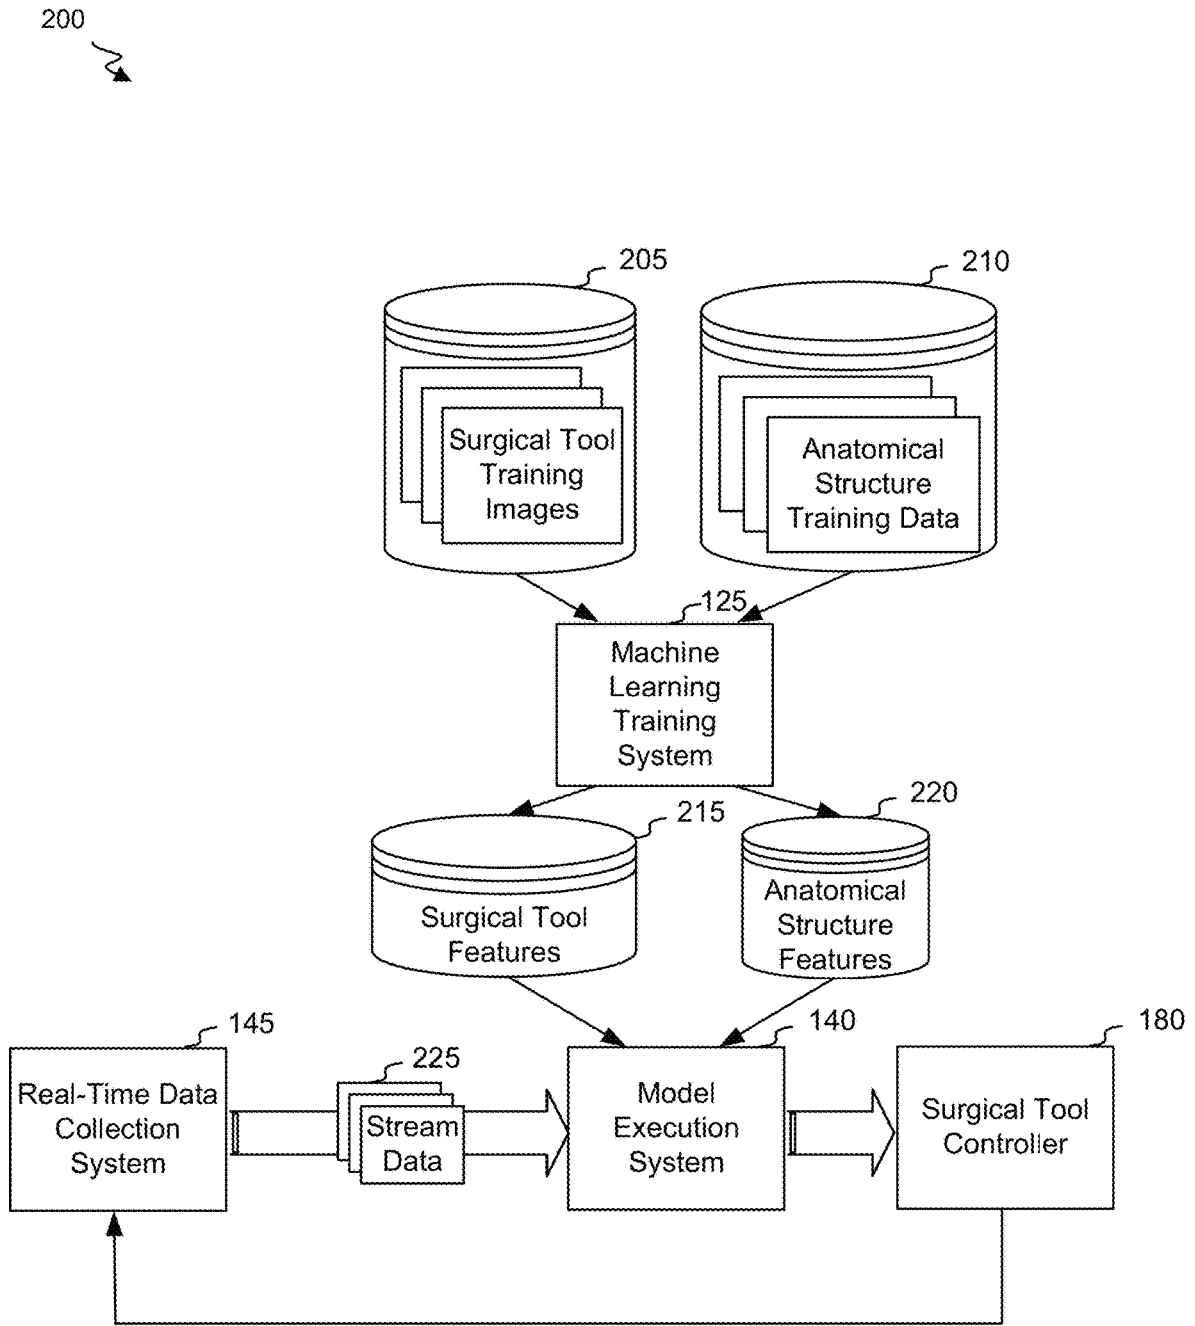 200
205
210
Surgical Tool
Training
Images
Anatomical
Structure
Training Data
125
Machine
Learning
Training
System
215
220
Surgical Tool
Features
Anatomical
Structure
Features
145
225
140
180
Real-Time Data
Collection
System
Stream
Data
Model
Execution
System
Surgical Tool
Controller